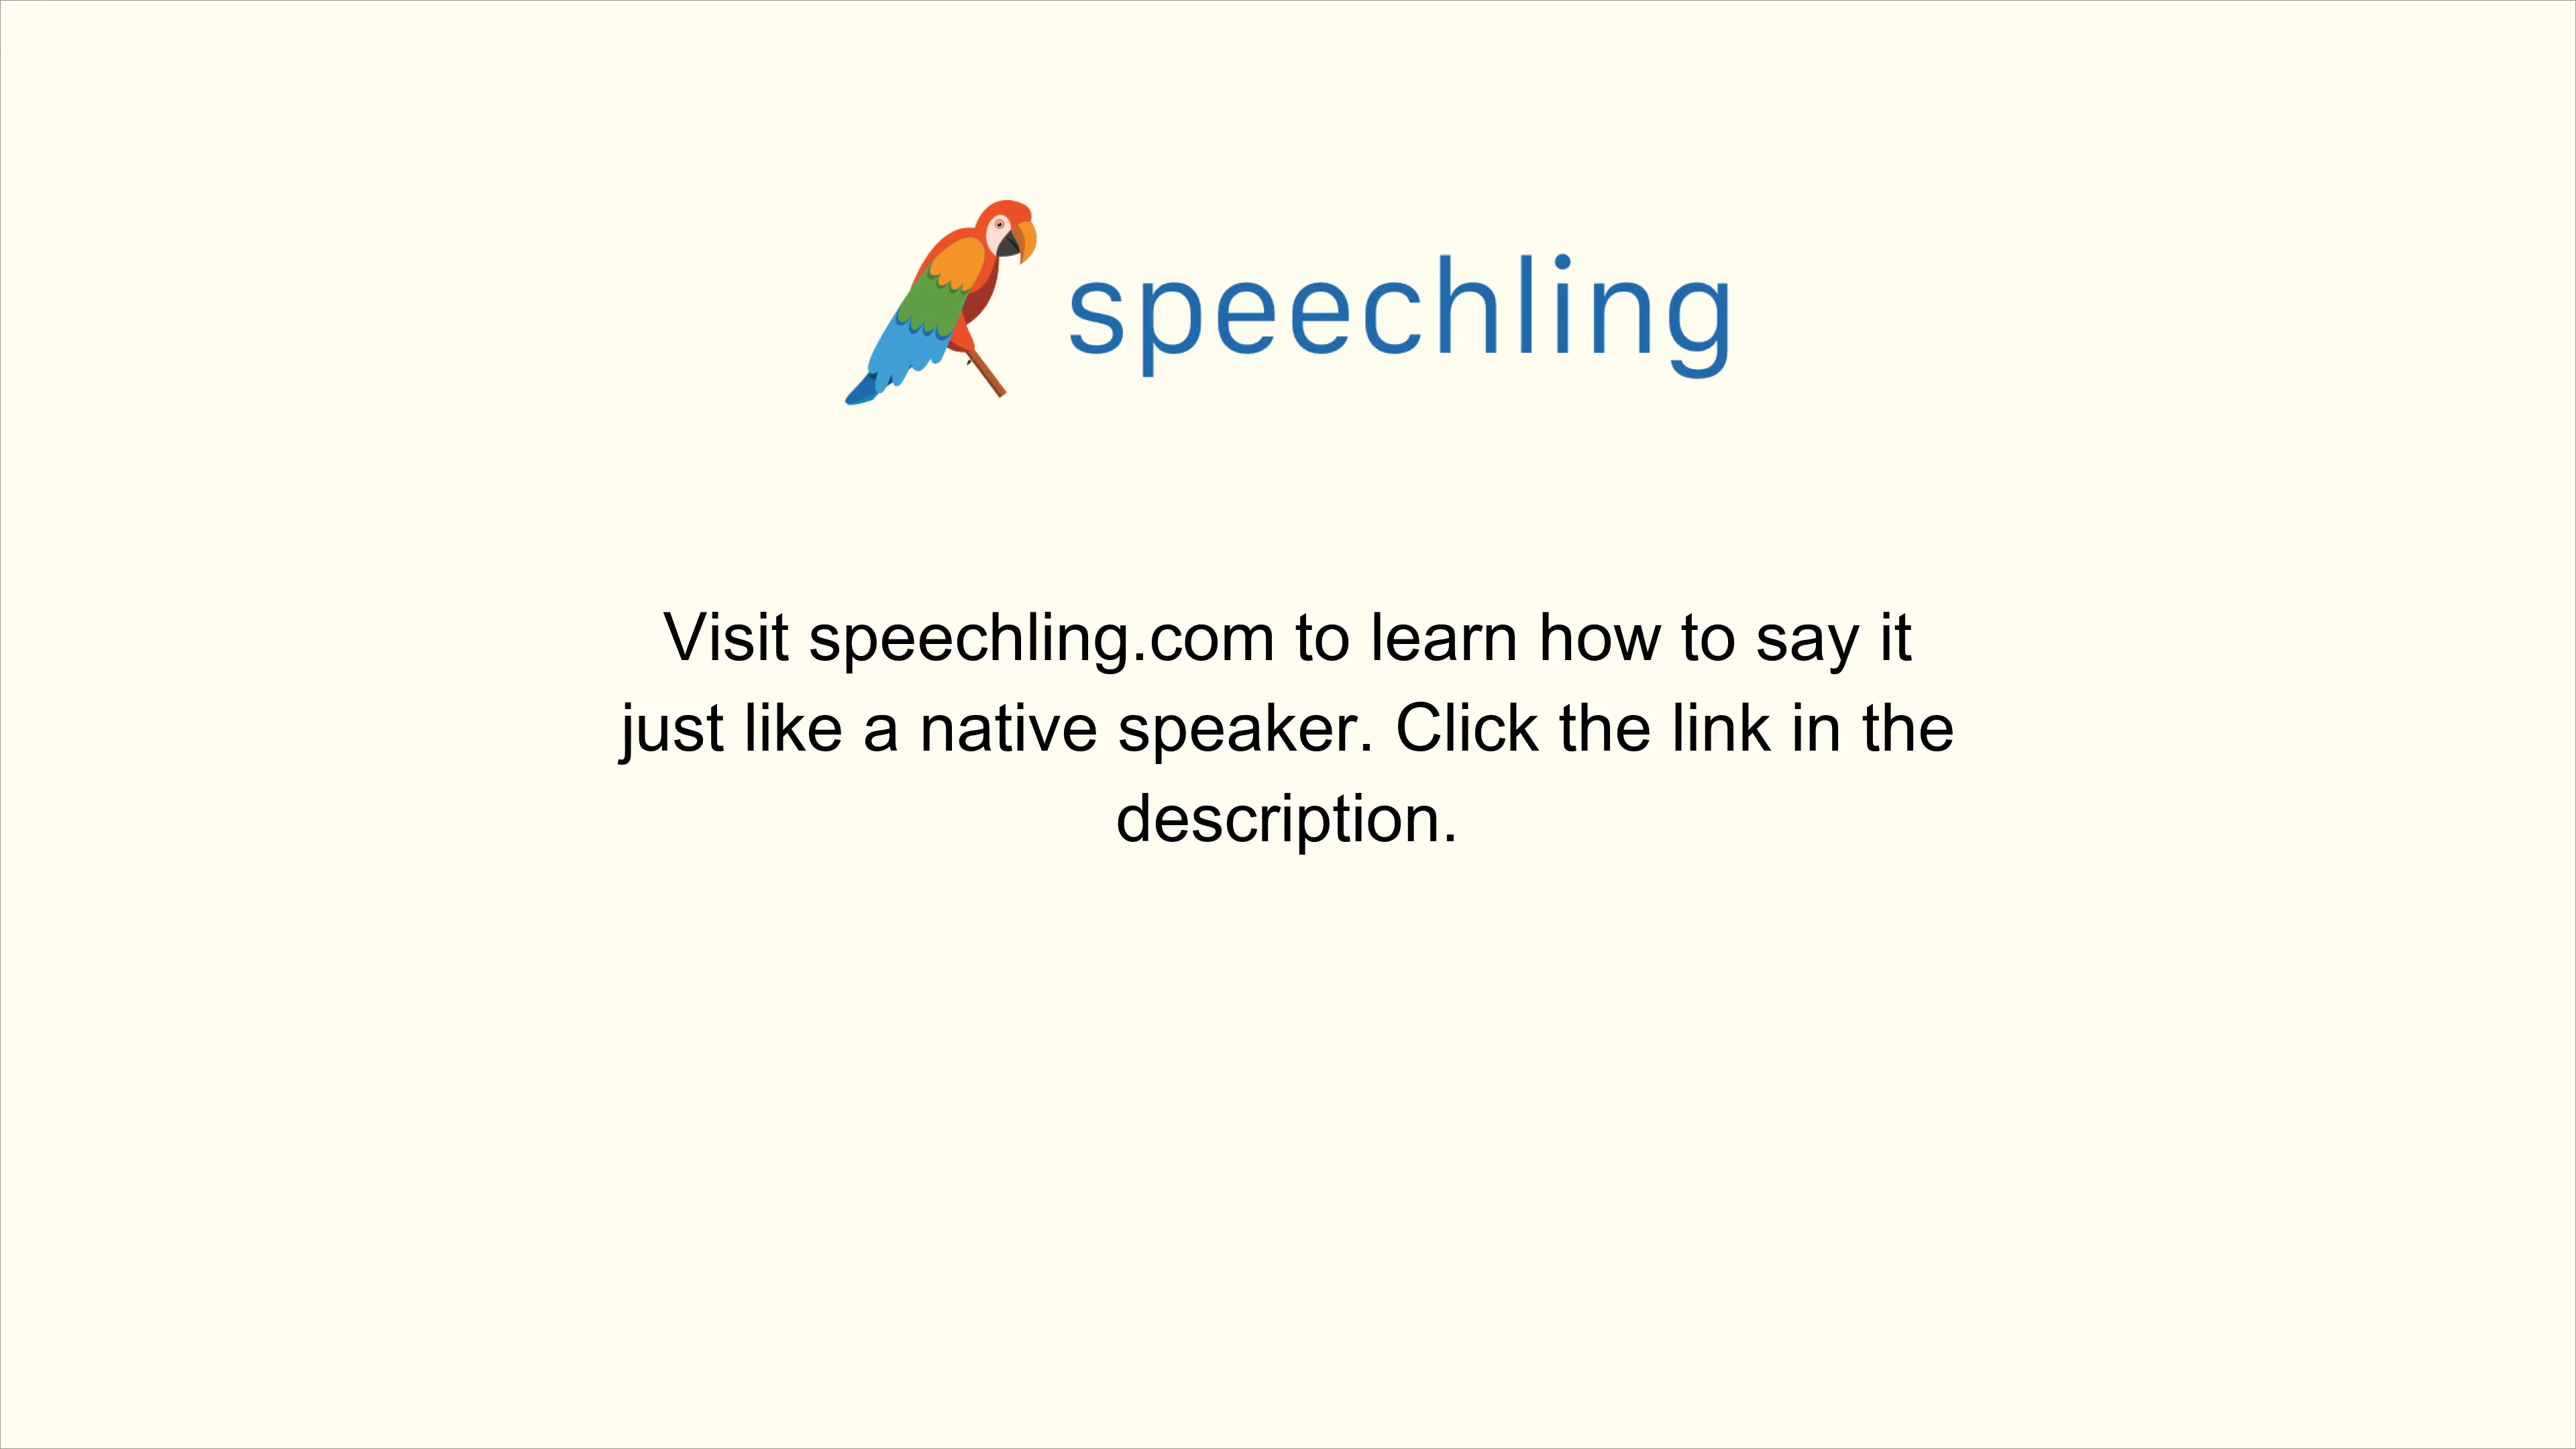 speechling
Visit speechling.com to learn how to say it
just like a native speaker. Click the link in the
description.